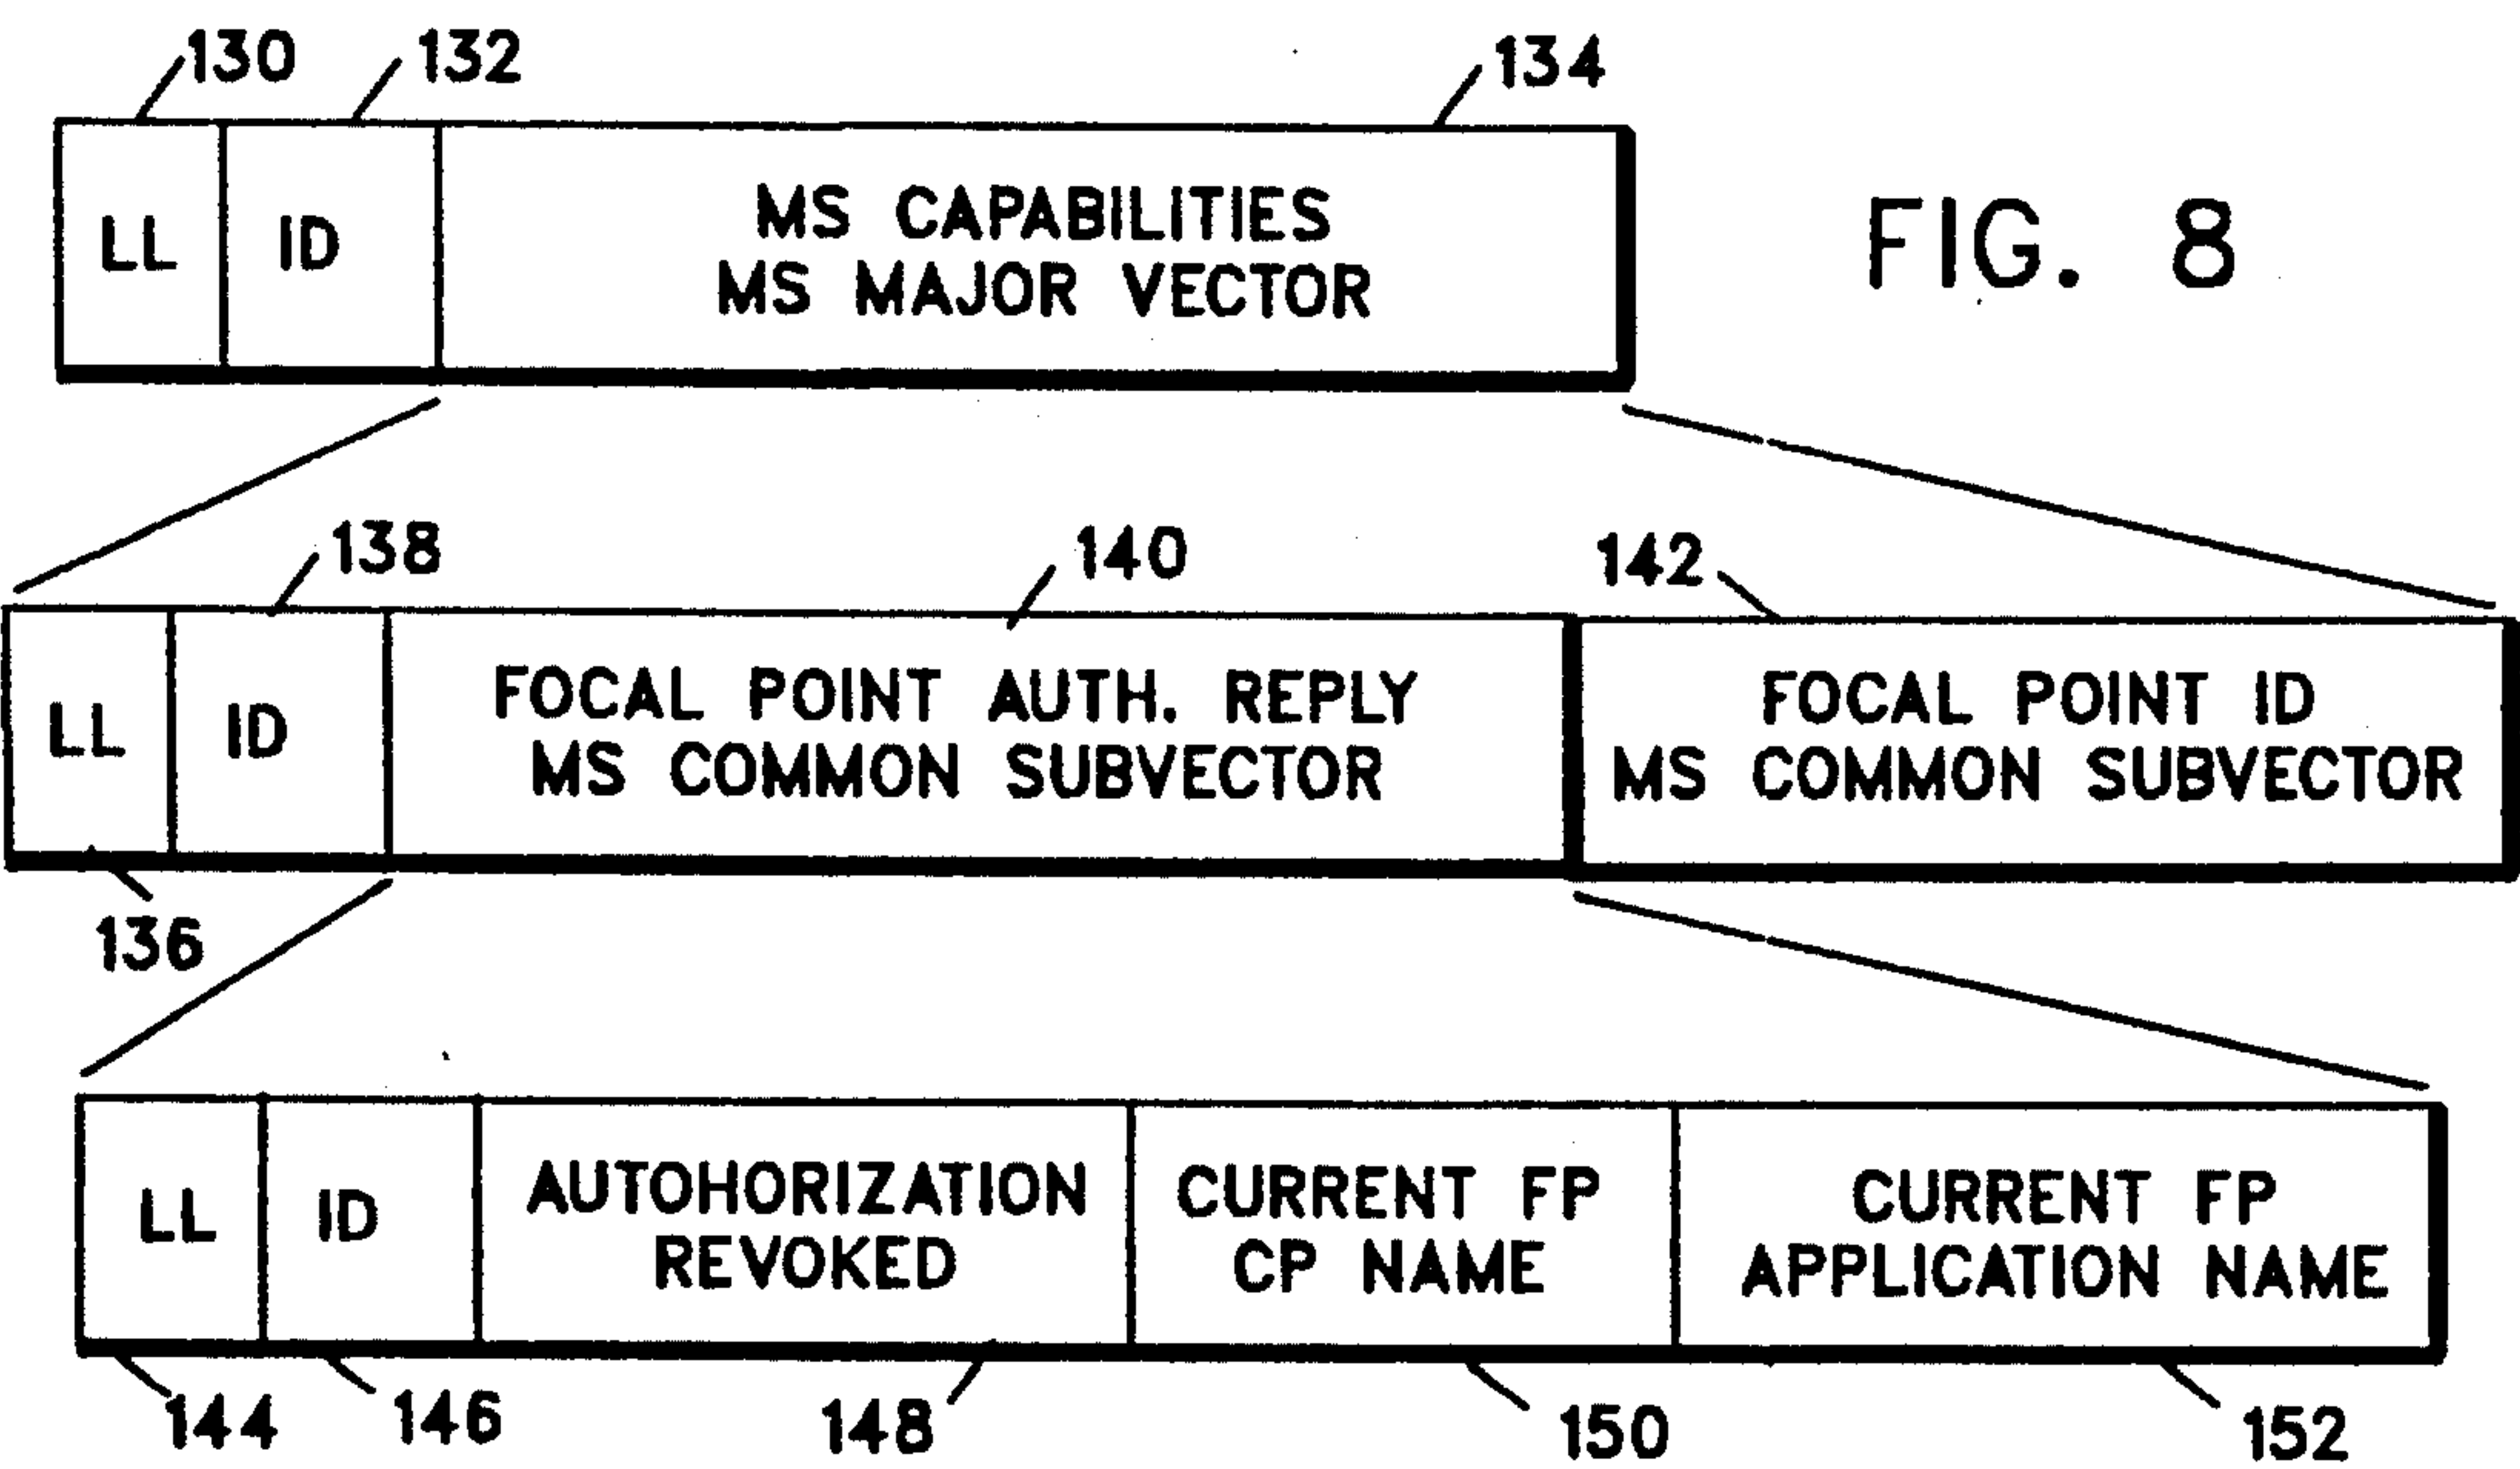 130
132
134
LL
ID
MS CAPABILITIES
MS MAJOR VECTOR
FIG. 8
138
140
142
LL
ID
FOCAL POINT AUTH. REPLY
MS COMMON SUBVECTOR
FOCAL POINT ID
MS COMMON SUBVECTOR
136
LL
ID
AUTOHORIZATION
REVOKED
CURRENT FP
CP NAME
CURRENT FP
APPLICATION NAME
144
146
148
150
152